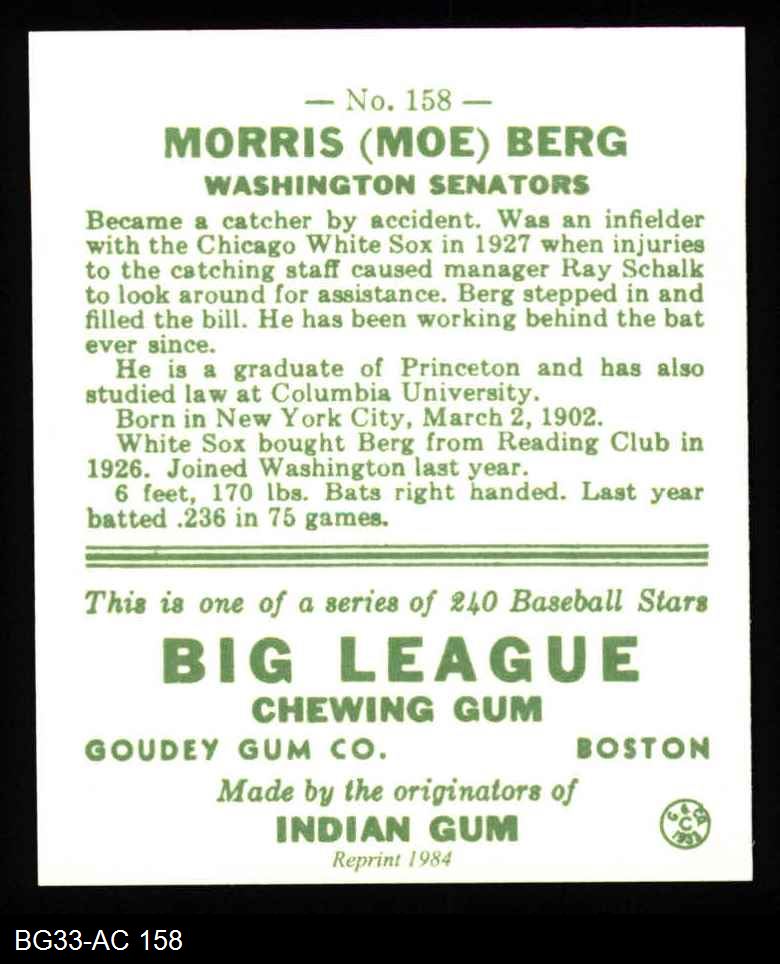 — No. 158 —
MORRIS (MOE) BERG
WASHINGTON SENATORS
Became a catcher by accident. Was an infielder
with the Chicago White Sox in 1927 when injuries
to the catching staff caused manager Ray Schalk
to look around for assistance. Berg stepped in and
filled the bill. He has been working behind the bat
ever since.
He is a graduate of Princeton and has also
studied law at Columbia University.
Born in New York City, March 2, 1902.
White Sox bought Berg from Reading Club in
1926. Joined Washington last year.
6 feet, 170 lbs. Bats right handed. Last year
batted .236 in 75 games.
This is one of a series of 240 Baseball Stars
BIG LEAGUE
CHEWING GUM
GOUDEY GUM CO. BOSTON
Made by the originators of
INDIAN GUM
Reprint 1984
BG33-AC 158